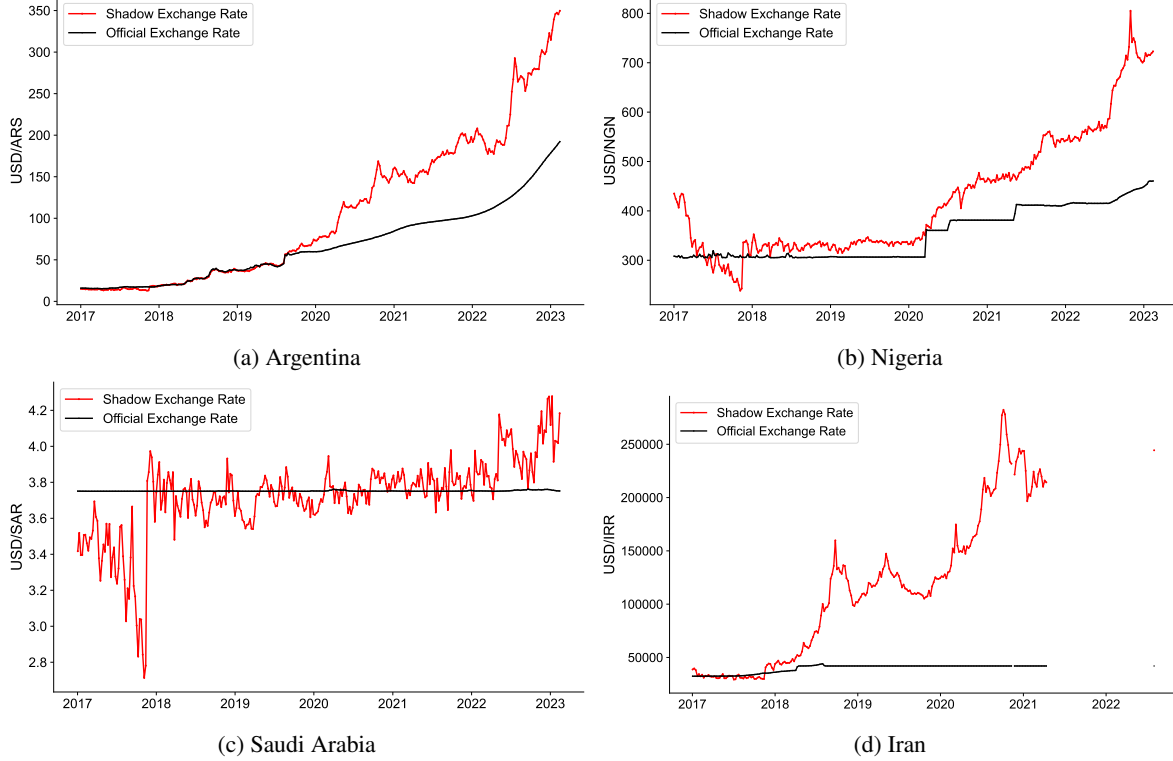 Shadow Exchange Rate
Official Exchange Rate
350
300
250
200
150
100
50
0
USD/ARS
2017 2018 2019 2020 2021 2022 2023
(a) Argentina
Shadow Exchange Rate
Official Exchange Rate
800
700
600
500
400
300
USD/NGN
2017 2018 2019 2020 2021 2022 2023
(b) Nigeria
Shadow Exchange Rate
Official Exchange Rate
4.2
4.0
3.8
3.6
3.4
3.2
3.0
2.8
USD/SAR
2017 2018 2019 2020 2021 2022 2023
(c) Saudi Arabia
Shadow Exchange Rate
Official Exchange Rate
250000
200000
150000
100000
50000
USD/IRR
2017 2018 2019 2020 2021 2022
(d) Iran